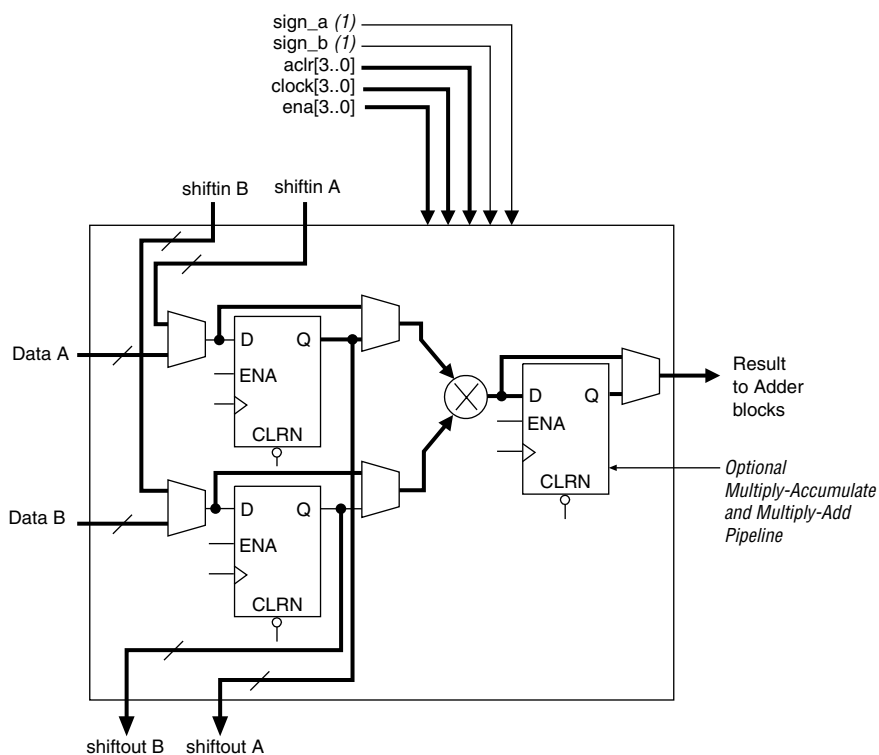 sign_a (1)
sign_b (1)
aclr[3..0]
clock[3..0]
ena[3..0]
shiftin B
shiftin A
Data A
D
Q
ENA
CLRN
Data B
D
Q
ENA
CLRN
D
Q
ENA
CLRN
Result
to Adder
blocks
Optional
Multiply-Accumulate
and Multiply-Add
Pipeline
shiftout B
shiftout A